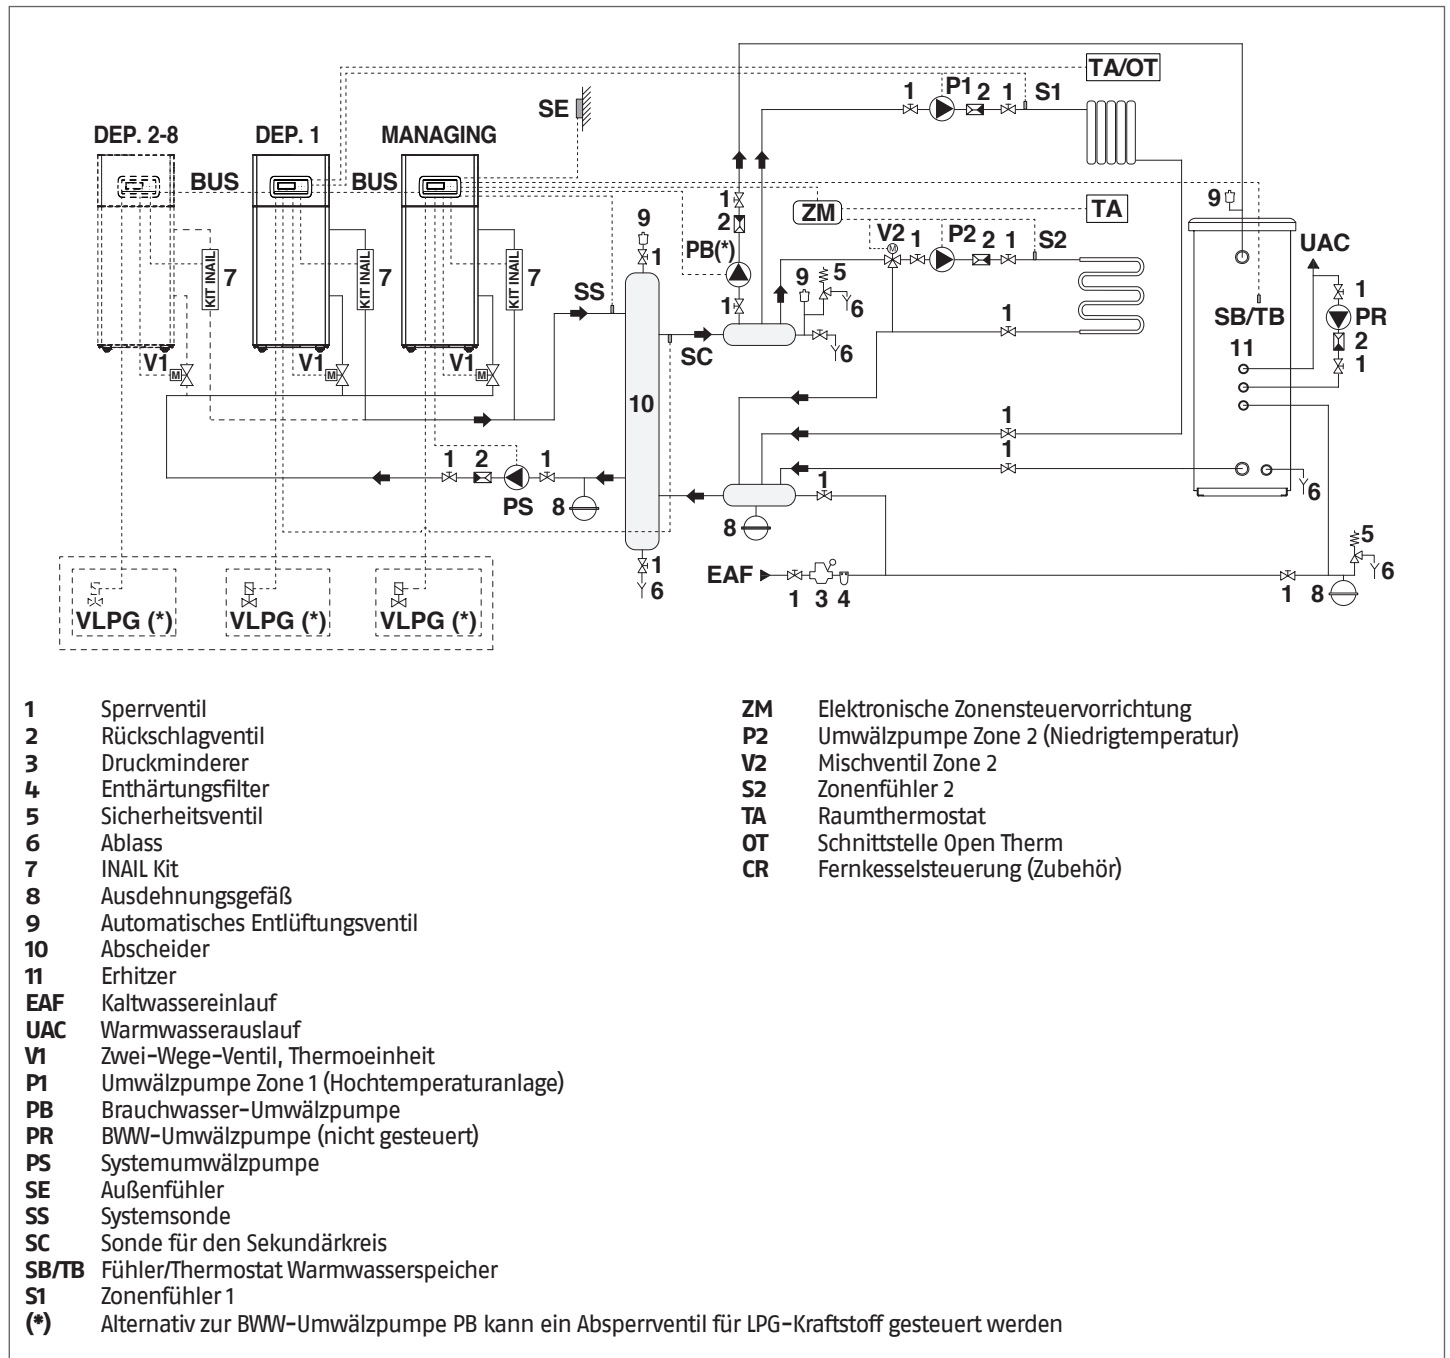 TA/OT
1 P1 2 1 S1
SE
DEP. 2-8 DEP. 1 MANAGING
BUS BUS
9
1
2
PB(*)
1
ZM
TA
9
UAC
V2 M 1 P2 2 1 S2
9
1
KIT INAIL 7 KIT INAIL 7 KIT INAIL 7
SS
9 5
6
1
SB/TB
1
PR
2
1
11
SC
6
V1 M V1 M V1 M
10
1
1
1 2 1
PS 8
1
8
6
5
EAF
1 3 4
1
6
1 8
6
VLPG (*) VLPG (*) VLPG (*)
1 Sperrventil
2 Rückschlagventil
3 Druckminderer
4 Enthärtungsfilter
5 Sicherheitsventil
6 Ablass
7 INAIL Kit
8 Ausdehnungsgefäß
9 Automatisches Entlüftungsventil
10 Abscheider
11 Erhitzer
EAF Kaltwassereinlauf
UAC Warmwasserauslauf
V1 Zwei-Wege-Ventil, Thermoeinheit
P1 Umwälzpumpe Zone 1 (Hochtemperaturanlage)
PB Brauchwasser-Umwälzpumpe
PR BWW-Umwälzpumpe (nicht gesteuert)
PS Systemumwälzpumpe
SE Außenfühler
SS Systemsonde
SC Sonde für den Sekundärkreis
SB/TB Fühler/Thermostat Warmwasserspeicher
S1 Zonenfühler 1
(*) Alternativ zur BWW-Umwälzpumpe PB kann ein Absperrventil für LPG-Kraftstoff gesteuert werden
ZM Elektronische Zonensteuervorrichtung
P2 Umwälzpumpe Zone 2 (Niedrigtemperatur)
V2 Mischventil Zone 2
S2 Zonenfühler 2
TA Raumthermostat
OT Schnittstelle Open Therm
CR Fernkesselsteuerung (Zubehör)